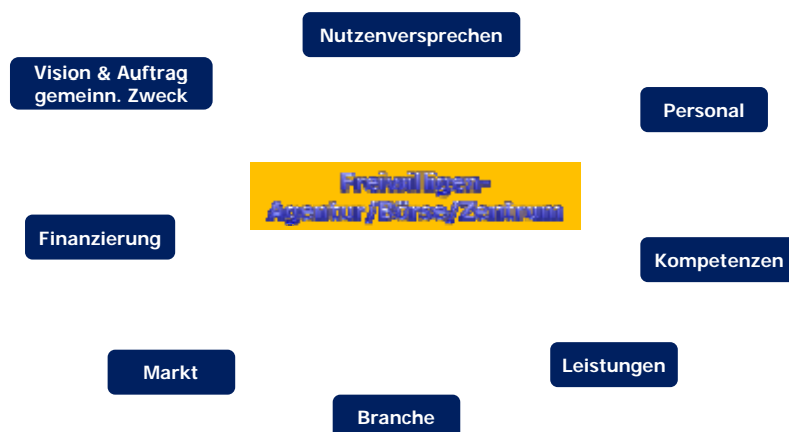 Nutzenversprechen
Vision & Auftrag
gemeinn. Zweck
Personal
Freiwilligen-
Agentur/Börse/Zentrum
Finanzierung
Kompetenzen
Leistungen
Markt
Branche